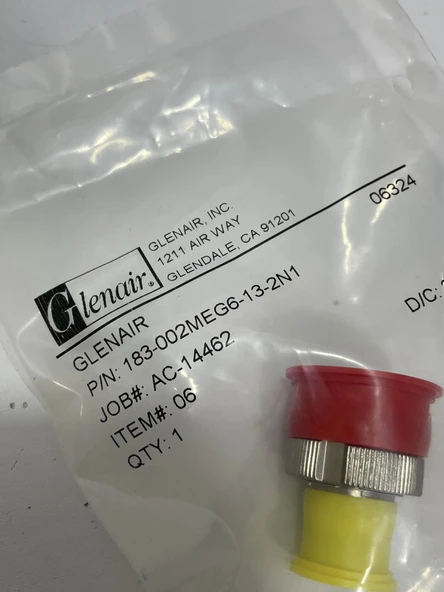 Glenair®
GLENAIR, INC.
1211 AIR WAY
GLENDALE, CA 91201
06324
GLENAIR
P/N: 183-002MEG6-13-2N1
JOB#: AC-14462
ITEM#: 06
QTY: 1
D/C: